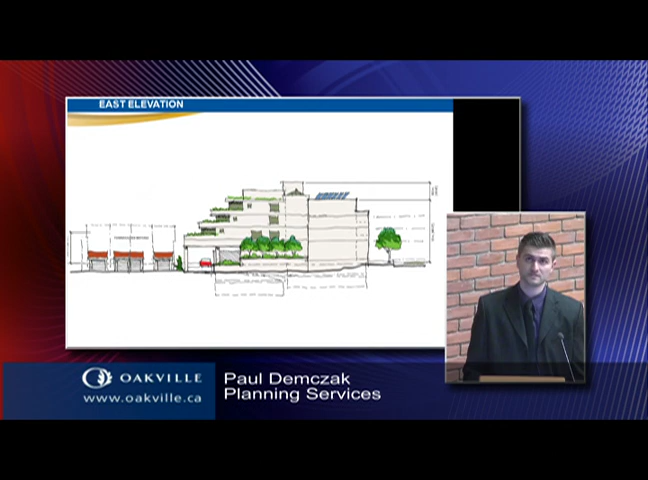 EAST ELEVATION
OAKVILLE
www.oakville.ca
Paul Demczak
Planning Services